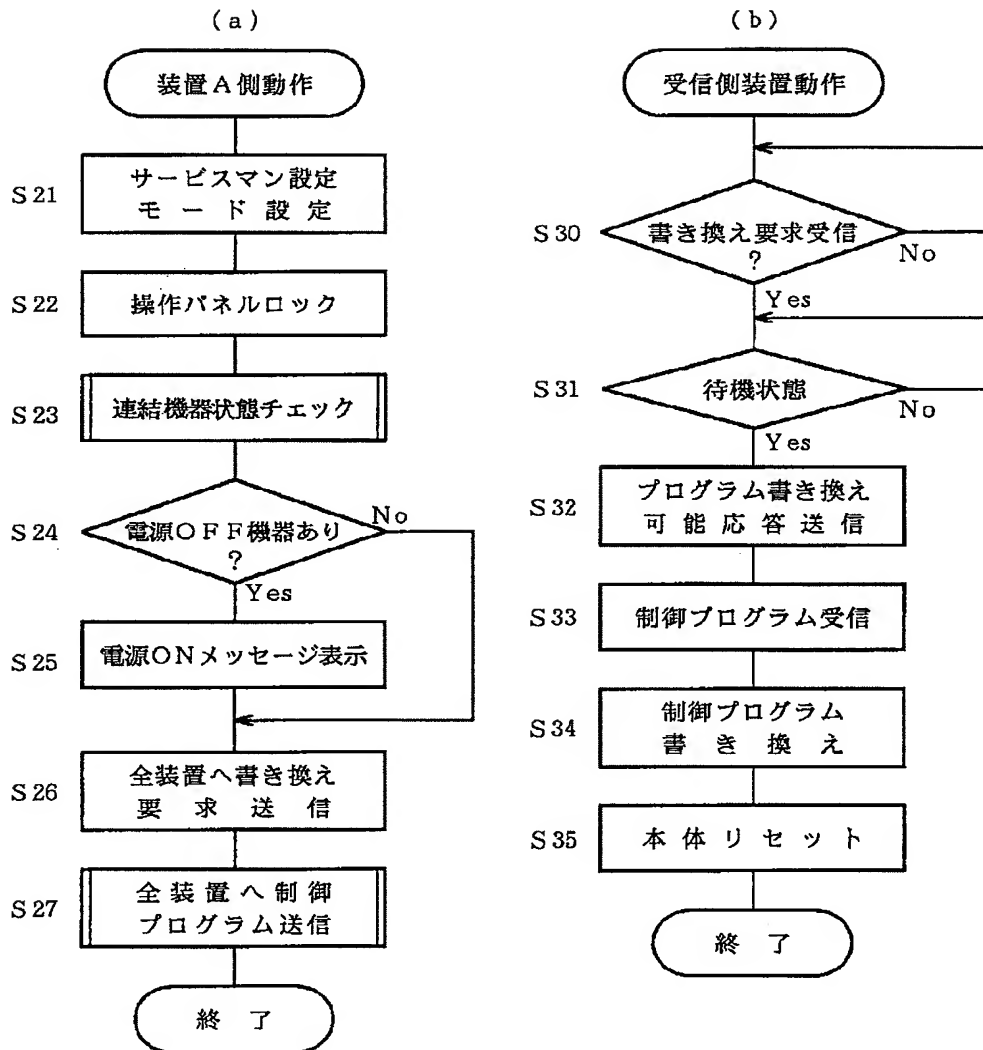 (a)
装置A側動作
S21
サービスマン設定
モード設定
S22
操作パネルロック
S23
連結機器状態チェック
S24
電源OFF機器あり
?
No
Yes
S25
電源ONメッセージ表示
S26
全装置へ書き換え
要求送信
S27
全装置へ制御
プログラム送信
終了
(b)
受信側装置動作
S30
書き換え要求受信
?
No
Yes
S31
待機状態
No
Yes
S32
プログラム書き換え
可能応答送信
S33
制御プログラム受信
S34
制御プログラム
書き換え
S35
本体リセット
終了